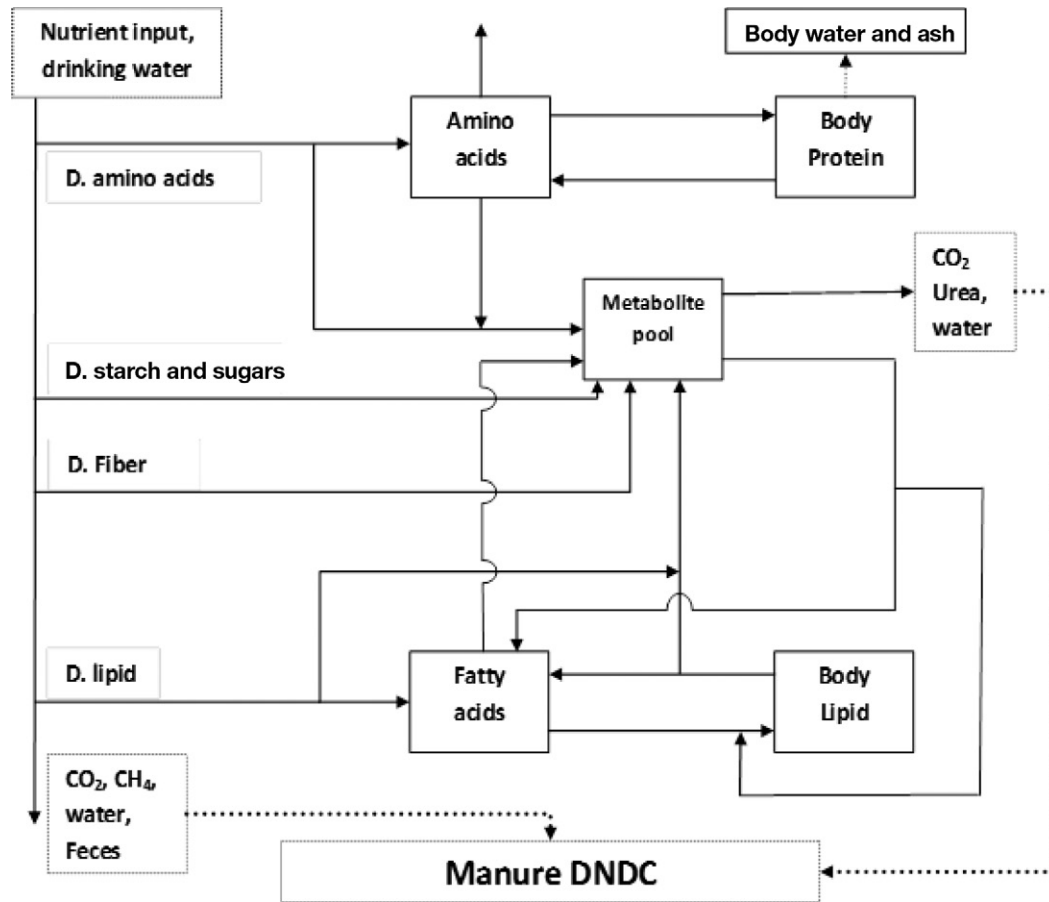 Nutrient input,
drinking water
Body water and ash
Amino
acids
Body
Protein
D. amino acids
CO₂
Urea,
water
Metabolite
pool
D. starch and sugars
D. Fiber
D. lipid
Fatty
acids
Body
Lipid
CO₂, CH₄,
water,
Feces
Manure DNDC